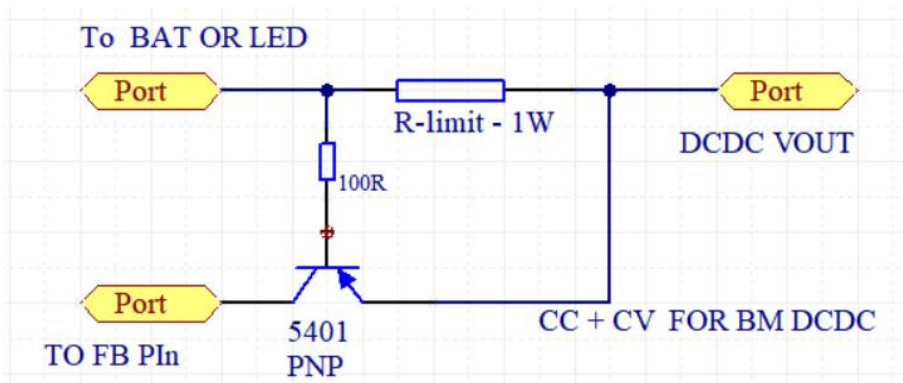 To BAT OR LED
Port
Port
R-limit - 1W
DCDC VOUT
100R
Port
CC + CV FOR BM DCDC
5401
TO FB PIn
PNP